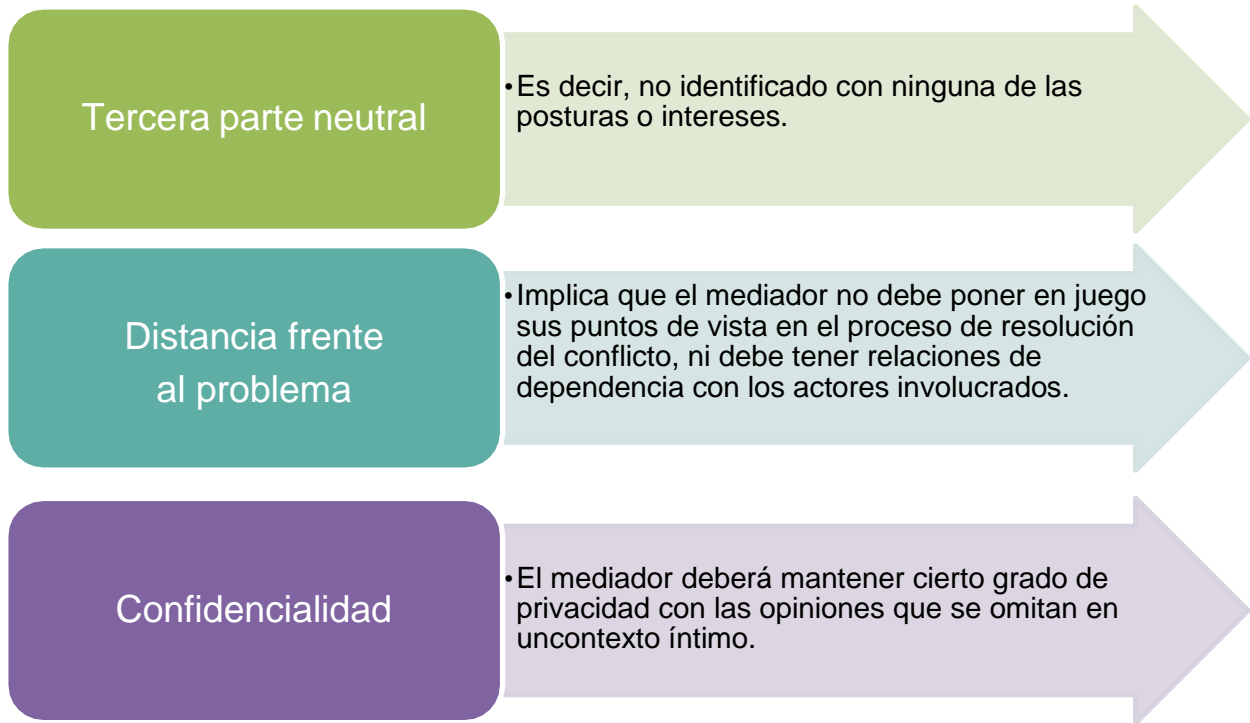 Tercera parte neutral
•Es decir, no identificado con ninguna de las
posturas o intereses.
Distancia frente
al problema
•Implica que el mediador no debe poner en juego
sus puntos de vista en el proceso de resolución
del conflicto, ni debe tener relaciones de
dependencia con los actores involucrados.
Confidencialidad
•El mediador deberá mantener cierto grado de
privacidad con las opiniones que se omitan en
uncontexto íntimo.